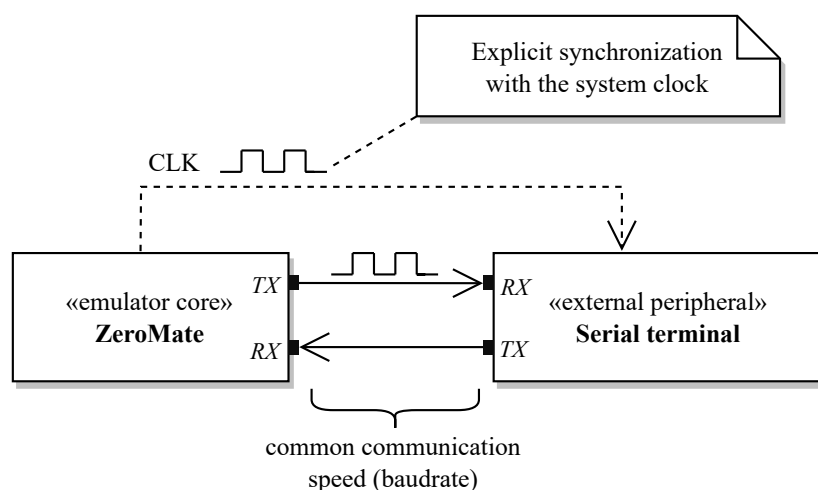 Explicit synchronization
with the system clock
CLK
TX
RX
«emulator core»
ZeroMate
«external peripheral»
Serial terminal
RX
TX
common communication
speed (baudrate)